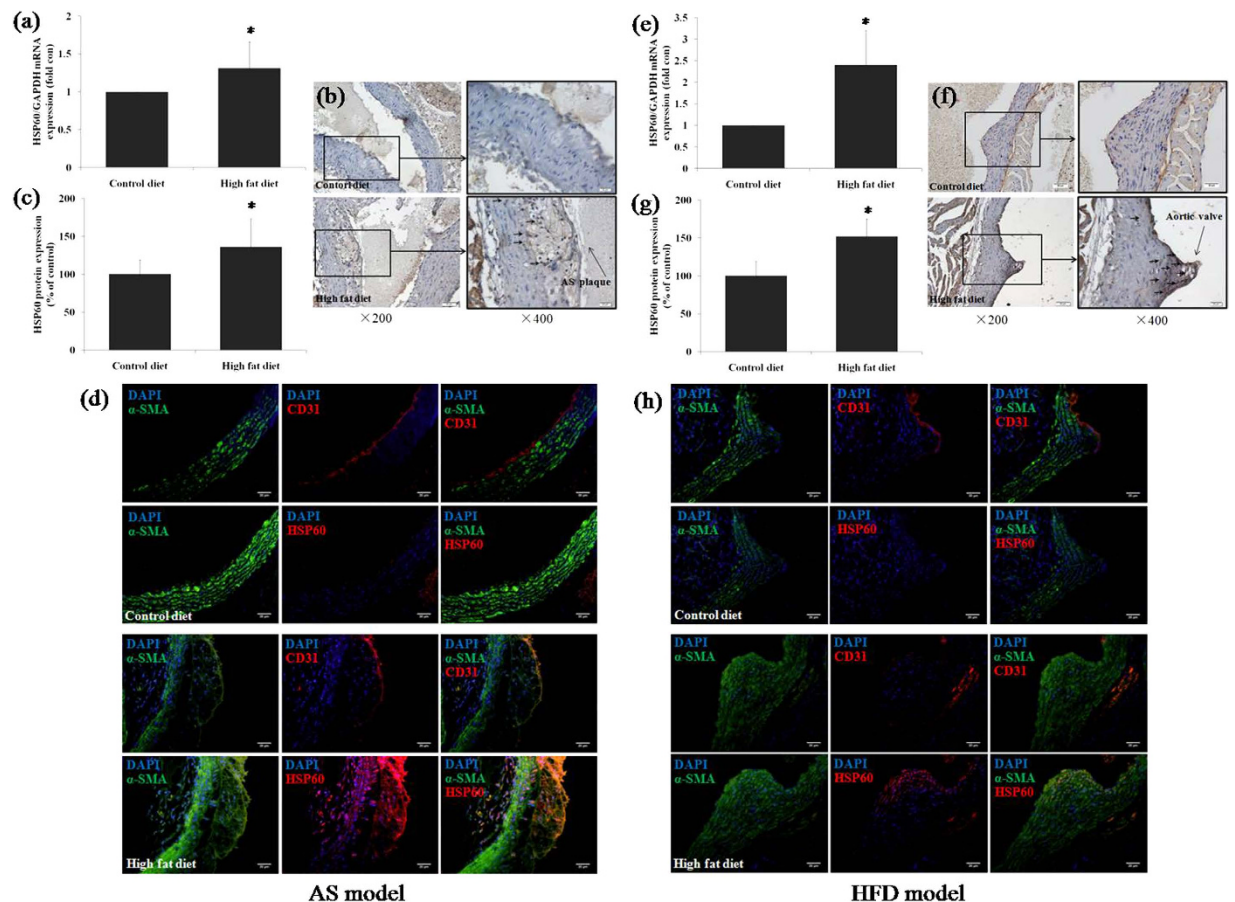 (a)
HSP60/GAPDH mRNA
expression (fold con)
2
1.5
1
0.5
0
*
Control diet
High fat diet
(b)
Contorl diet
High fat diet
AS plaque
×200
×400
(c)
HSP60 protein expression
(% of control)
200
150
100
50
0
*
Control diet
High fat diet
(d)
DAPI
α-SMA
DAPI
CD31
DAPI
α-SMA
CD31
DAPI
α-SMA
DAPI
HSP60
DAPI
α-SMA
HSP60
Control diet
DAPI
α-SMA
DAPI
CD31
DAPI
α-SMA
CD31
DAPI
α-SMA
DAPI
HSP60
DAPI
α-SMA
HSP60
High fat diet
AS model
(e)
HSP60/GAPDH mRNA
expression (fold con)
3.5
3
2.5
2
1.5
1
0.5
0
*
Control diet
High fat diet
(f)
Control diet
High fat diet
Aortic valve
×200
×400
(g)
HSP60 protein expression
(% of control)
200
150
100
50
0
*
Control diet
High fat diet
(h)
DAPI
α-SMA
DAPI
CD31
DAPI
α-SMA
CD31
DAPI
α-SMA
DAPI
HSP60
DAPI
α-SMA
HSP60
Control diet
DAPI
α-SMA
DAPI
CD31
DAPI
α-SMA
CD31
DAPI
α-SMA
DAPI
HSP60
DAPI
α-SMA
HSP60
High fat diet
HFD model